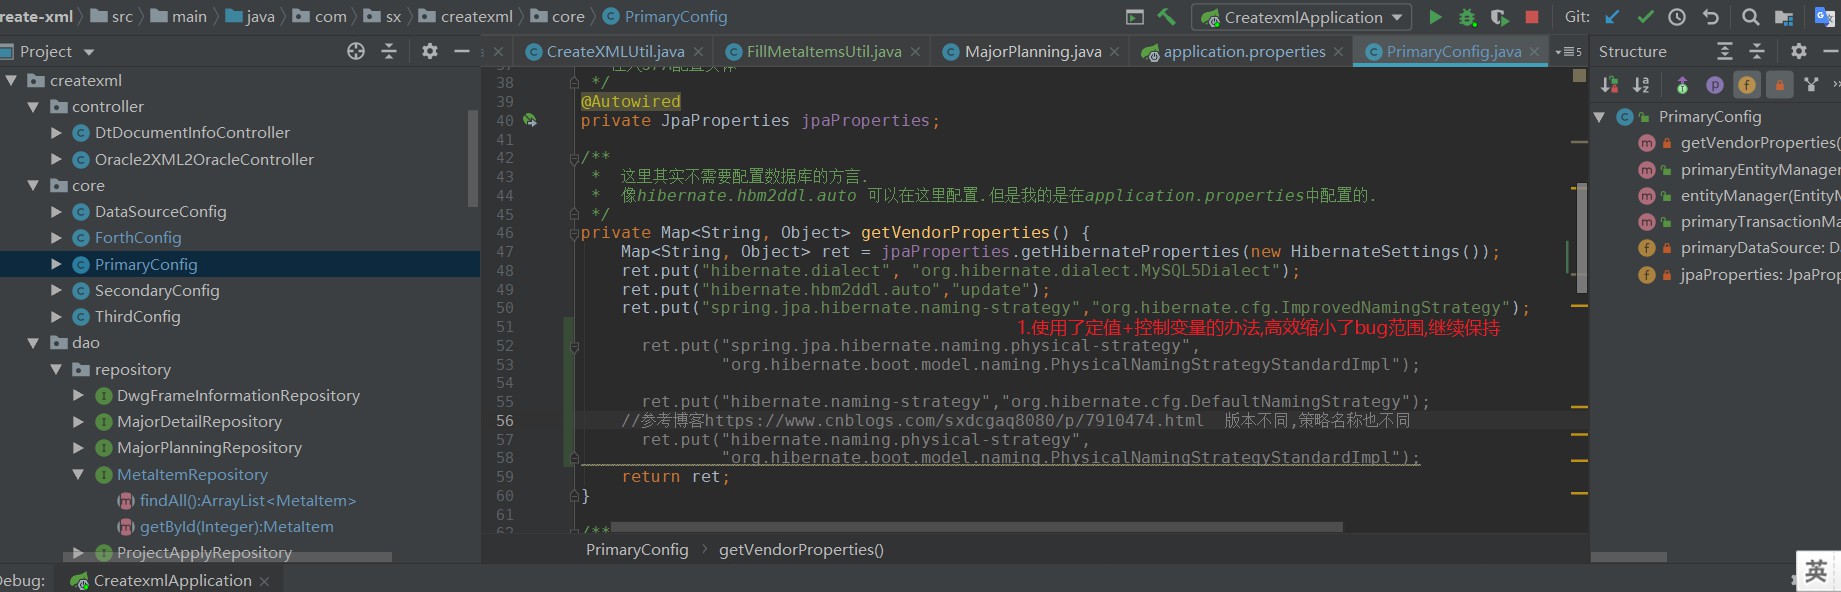 reate-xml src main java com sx createxml core PrimaryConfig CreatexmlApplication Git:
Project CreateXMLUtil.java FillMetaItemsUtil.java MajorPlanning.java application.properties PrimaryConfig.java 5 Structure
createxml
controller
DtDocumentInfoController
Oracle2XML2OracleController
core
DataSourceConfig
ForthConfig
PrimaryConfig
SecondaryConfig
ThirdConfig
dao
repository
DwgFrameInformationRepository
MajorDetailRepository
MajorPlanningRepository
MetaItemRepository
findAll():ArrayList<MetaItem>
getById(Integer):MetaItem
ProjectApplyRepository
38 */
39 @Autowired
40 private JpaProperties jpaProperties;
41
42 /**
43 * 这里其实不需要配置数据库的方言.
44 * 像hibernate.hbm2ddl.auto 可以在这里配置.但是我的是在application.properties中配置的.
45 */
46 private Map<String, Object> getVendorProperties() {
47 Map<String, Object> ret = jpaProperties.getHibernateProperties(new HibernateSettings());
48 ret.put("hibernate.dialect", "org.hibernate.dialect.MySQL5Dialect");
49 ret.put("hibernate.hbm2ddl.auto","update");
50 ret.put("spring.jpa.hibernate.naming-strategy","org.hibernate.cfg.ImprovedNamingStrategy");
51 1.使用了定值+控制变量的办法,高效缩小了bug范围,继续保持
52 ret.put("spring.jpa.hibernate.naming.physical-strategy",
53 "org.hibernate.boot.model.naming.PhysicalNamingStrategyStandardImpl");
54
55 ret.put("hibernate.naming-strategy","org.hibernate.cfg.DefaultNamingStrategy");
56 //参考博客https://www.cnblogs.com/sxdcgaq8080/p/7910474.html 版本不同,策略名称也不同
57 ret.put("hibernate.naming.physical-strategy",
58 "org.hibernate.boot.model.naming.PhysicalNamingStrategyStandardImpl");
59 return ret;
60 }
61
62 /**
PrimaryConfig getVendorProperties()
PrimaryConfig
getVendorProperties(
primaryEntityManager
entityManager(EntityM
primaryTransactionMa
primaryDataSource: Da
jpaProperties: JpaProp
Debug: CreatexmlApplication
英